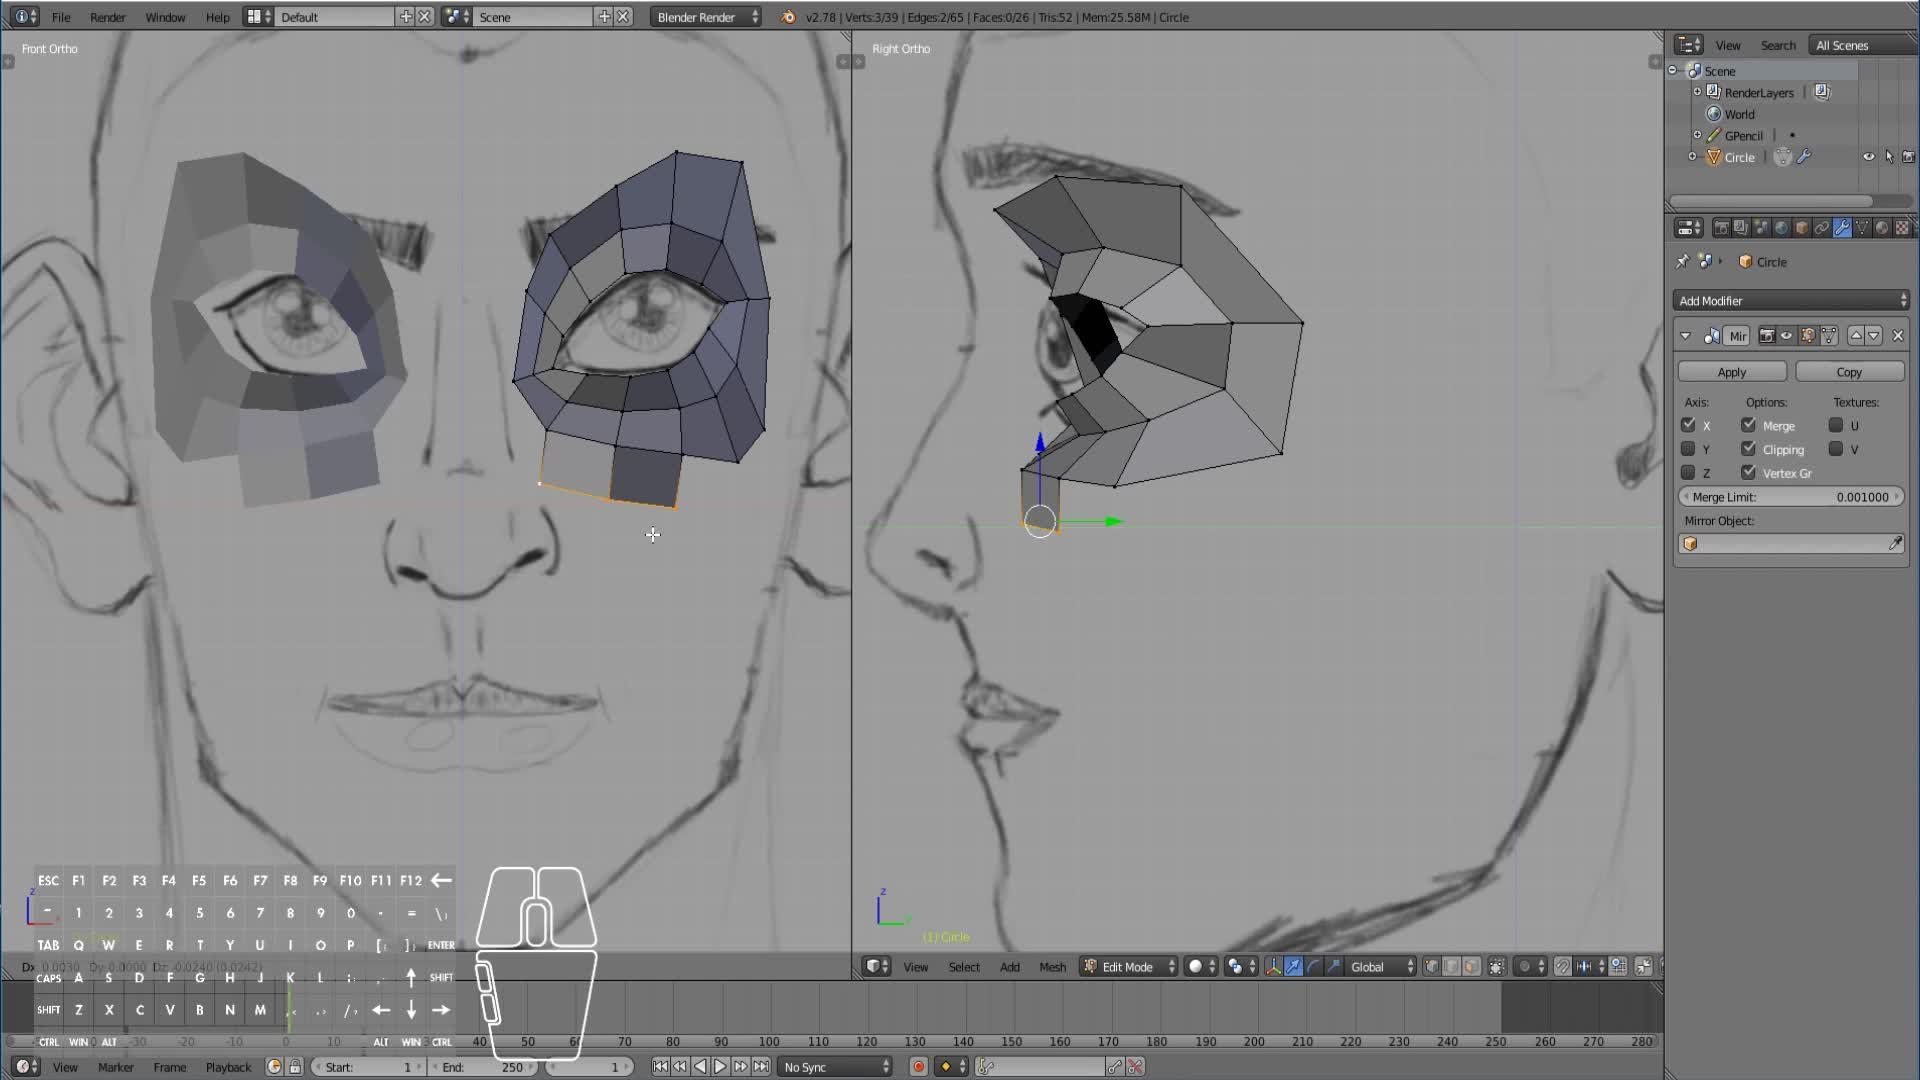 File Render Window Help Default Scene Blender Render v2.78 | Verts:3/39 | Edges:2/65 | Faces:0/26 | Tris:52 | Mem:25.58M | Circle
Front Ortho
Right Ortho
View Search All Scenes
Scene
RenderLayers
World
GPencil
Circle
Circle
Add Modifier
Mir
Apply Copy
Axis: Options: Textures:
X Merge U
Y Clipping V
Z Vertex Gr
Merge Limit: 0.001000
Mirror Object:
ESC F1 F2 F3 F4 F5 F6 F7 F8 F9 F10 F11 F12
~ 1 2 3 4 5 6 7 8 9 0 - = \
TAB Q W E R T Y U I O P [ ] ENTER
z
z
y
(1) Circle
Dx: 0.0030 Dy: 0.0000 Dz: -0.0240 (0.0242)
CAPS A S D F G H J K L ; SHIFT
View Select Add Mesh Edit Mode Global
SHIFT Z X C V B N M , . /
CTRL WIN ALT ALT WIN CTRL
-30 -20 -10 0 10 40 50 60 70 80 90 100 110 120 130 140 150 160 170 180 190 200 210 220 230 240 250 260 270 280
View Marker Frame Playback Start: 1 End: 250 1 No Sync